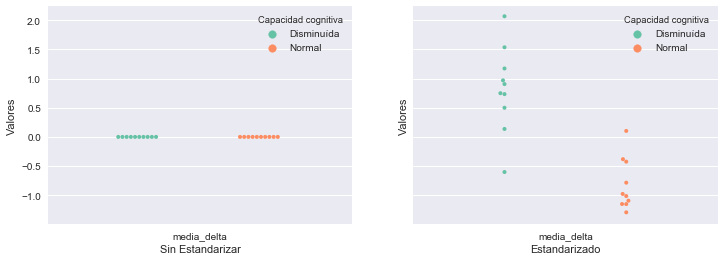 Valores
2.0
1.5
1.0
0.5
0.0
−0.5
−1.0
Capacidad cognitiva
Disminuída
Normal
media_delta
Sin Estandarizar
Valores
Capacidad cognitiva
Disminuída
Normal
media_delta
Estandarizado